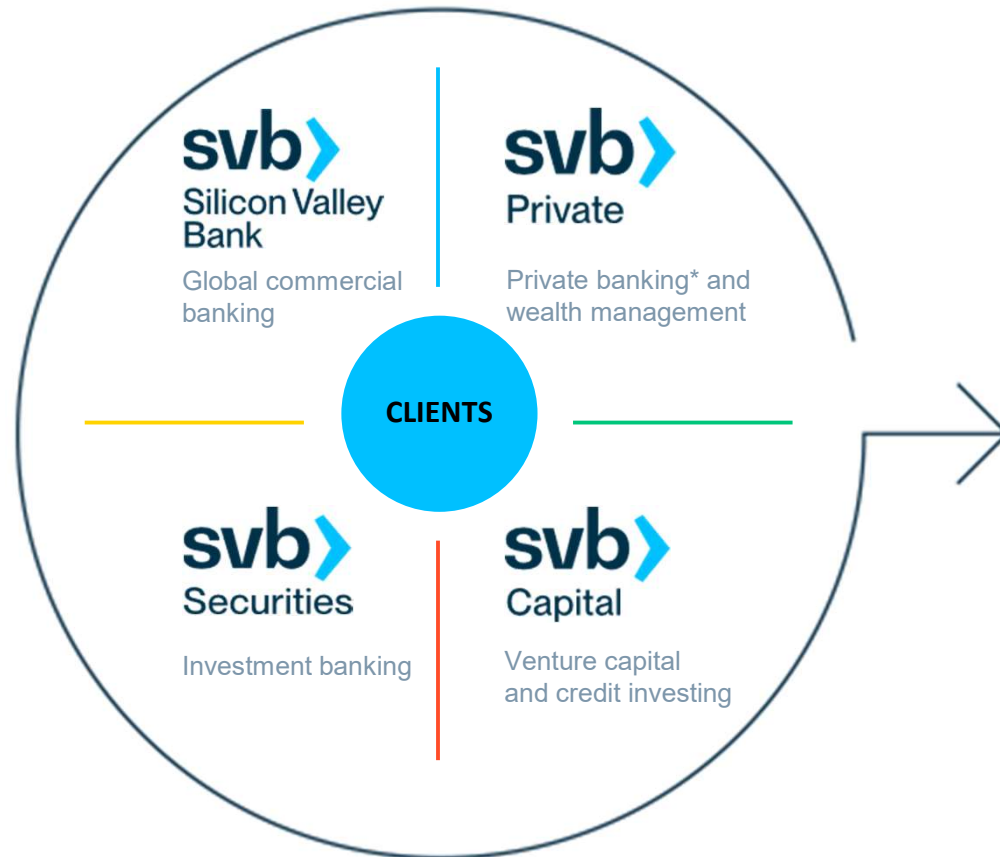 svb
Silicon Valley
Bank
Global commercial
banking
svb
Private
Private banking* and
wealth management
CLIENTS
svb
Securities
Investment banking
svb
Capital
Venture capital
and credit investing